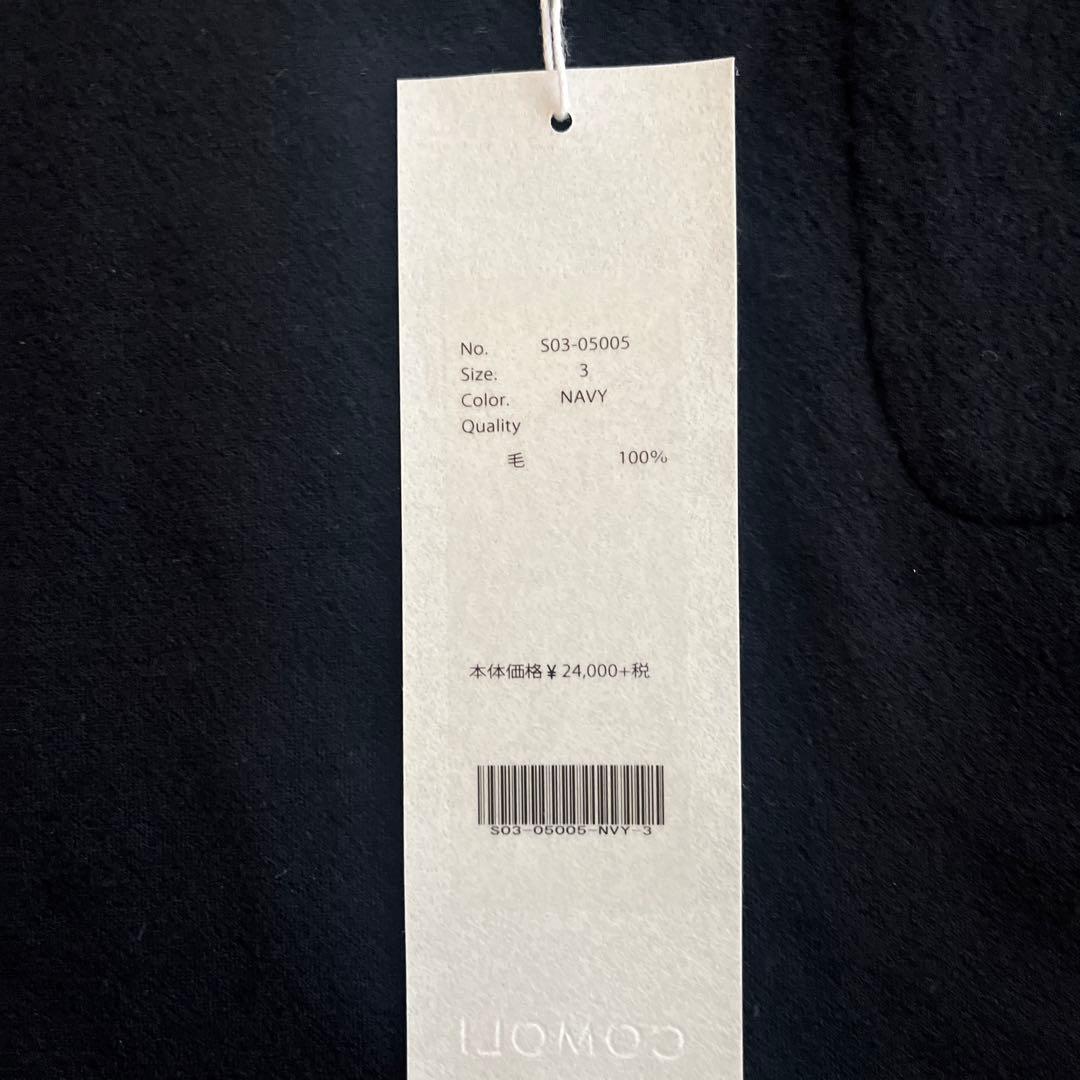 No. S03-05005
Size. 3
Color. NAVY
Quality
毛 100%
本体価格¥24,000+税
S03-05005-NVY-3
COMOLI